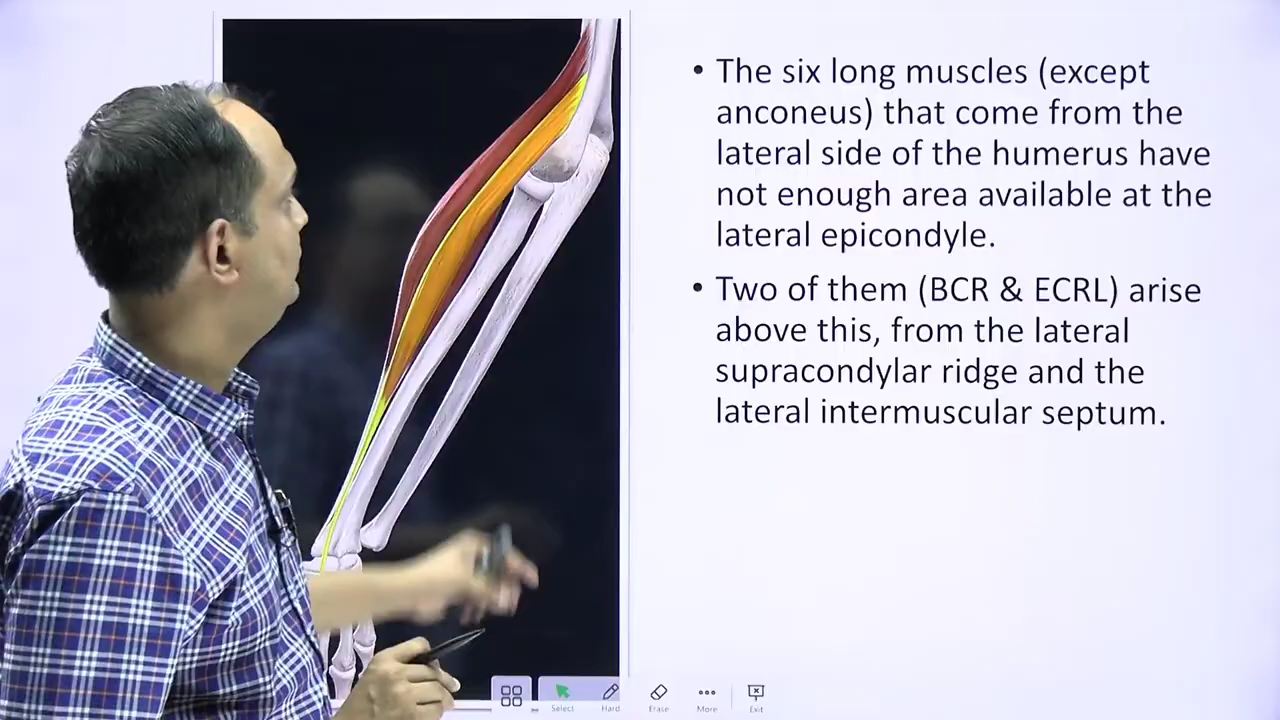 • The six long muscles (except
anconeus) that come from the
lateral side of the humerus have
not enough area available at the
lateral epicondyle.
• Two of them (BCR & ECRL) arise
above this, from the lateral
supracondylar ridge and the
lateral intermuscular septum.
Select Hard Erase More Exit